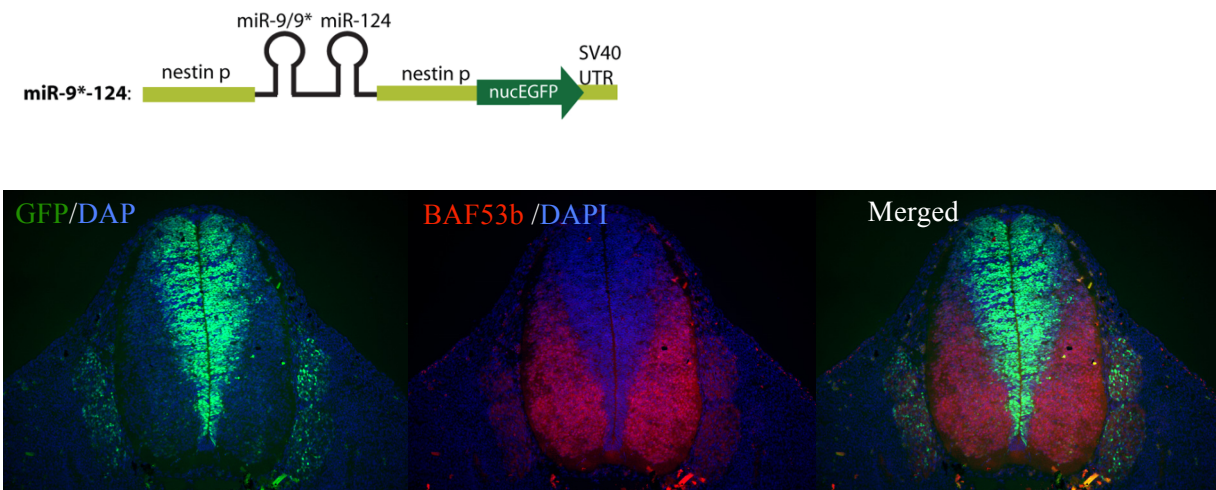 miR-9/9* miR-124
SV40
UTR
nestin p
nestin p
nucEGFP
miR-9*-124:
GFP/DAP
BAF53b /DAPI
Merged